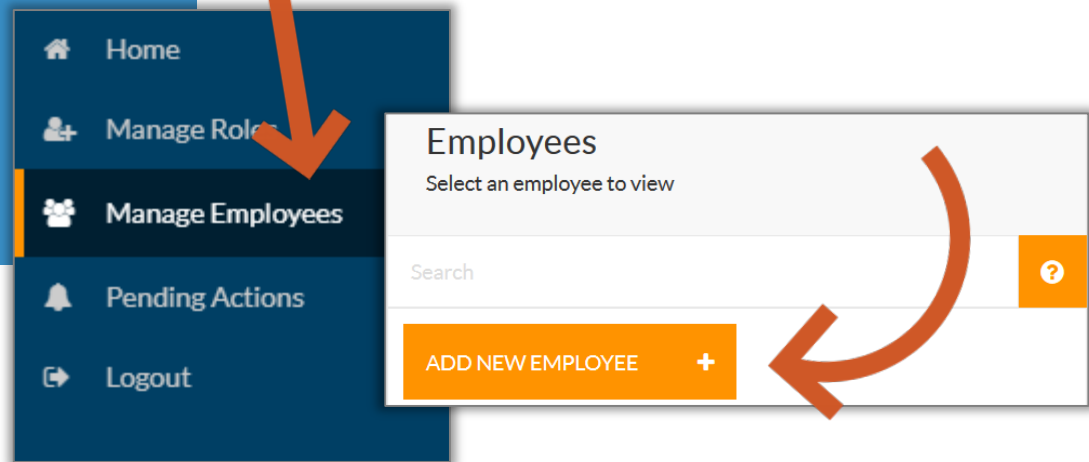 Home
Manage Roles
Manage Employees
Pending Actions
Logout
Employees
Select an employee to view
Search
?
ADD NEW EMPLOYEE +